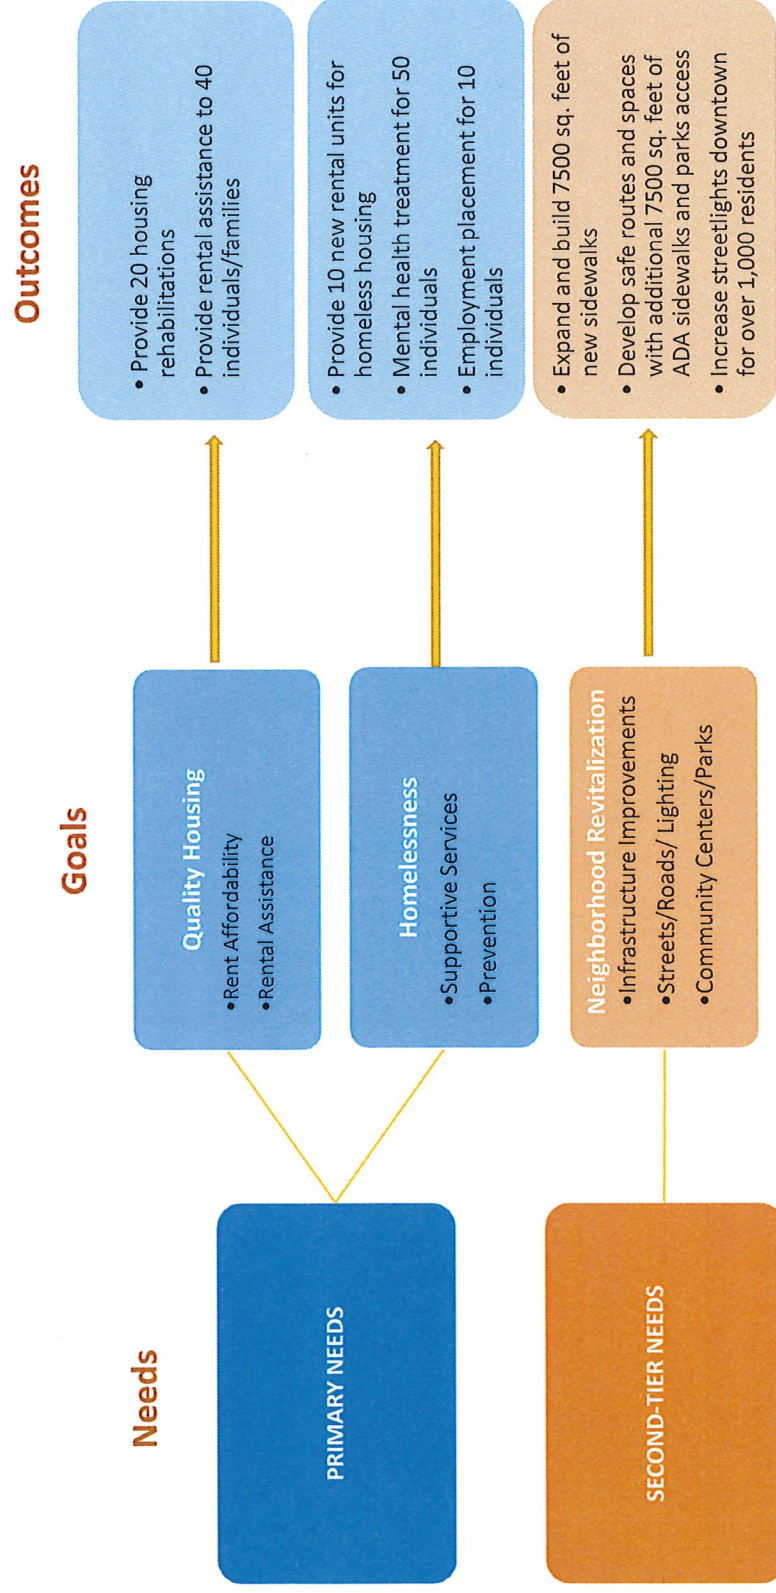 Needs
Goals
Outcomes
PRIMARY NEEDS
Quality Housing
•Rent Affordability
•Rental Assistance
• Provide 20 housing
rehabilitations
• Provide rental assistance to 40
individuals/families
Homelessness
•Supportive Services
•Prevention
• Provide 10 new rental units for
homeless housing
• Mental health treatment for 50
individuals
• Employment placement for 10
individuals
SECOND-TIER NEEDS
Neighborhood Revitalization
•Infrastructure Improvements
•Streets/Roads/ Lighting
•Community Centers/Parks
• Expand and build 7500 sq. feet of
new sidewalks
• Develop safe routes and spaces
with additional 7500 sq. feet of
ADA sidewalks and parks access
• Increase streetlights downtown
for over 1,000 residents